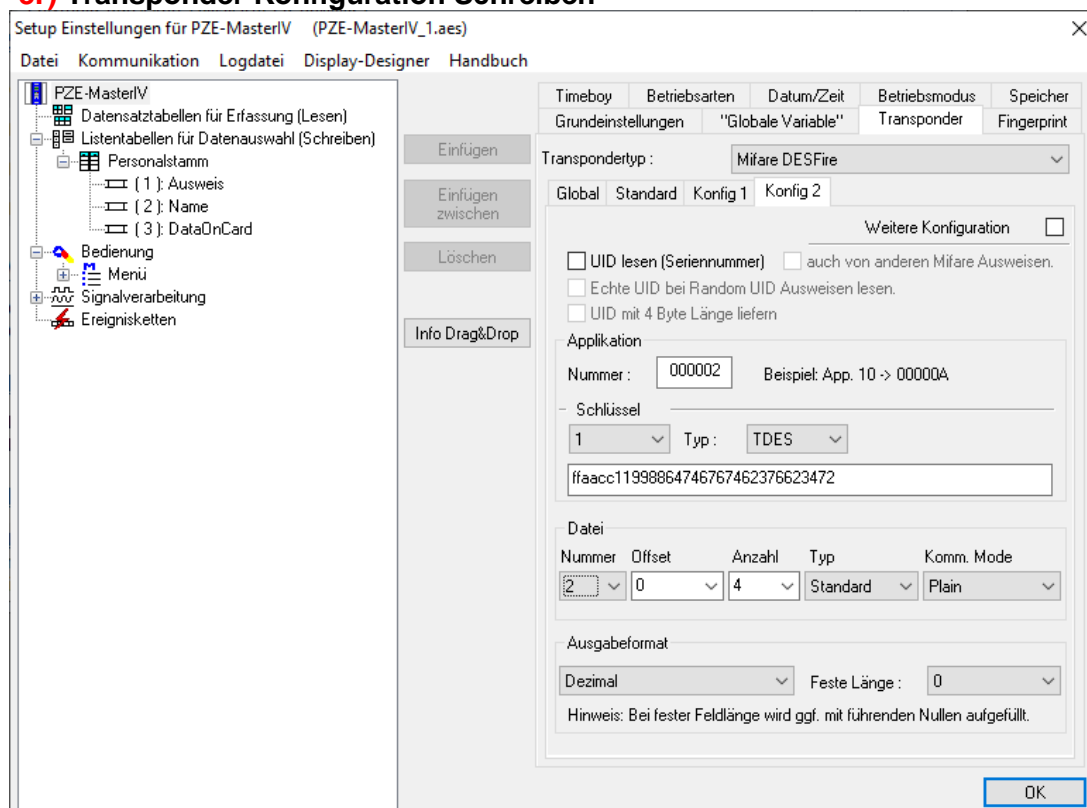 Transponder Konfiguration Schreiben
Setup Einstellungen für PZE-MasterIV (PZE-MasterIV_1.aes)
Datei Kommunikation Logdatei Display-Designer Handbuch
PZE-MasterIV
Datensatztabellen für Erfassung (Lesen)
Listentabellen für Datenauswahl (Schreiben)
Personalstamm
( 1 ): Ausweis
( 2 ): Name
( 3 ): DataOnCard
Bedienung
Menü
Signalverarbeitung
Ereignisketten
Einfügen
Einfügen
zwischen
Löschen
Info Drag&Drop
Timeboy Betriebsarten Datum/Zeit Betriebsmodus Speicher
Grundeinstellungen "Globale Variable" Transponder Fingerprint
Transpondertyp : Mifare DESFire
Global Standard Konfig 1 Konfig 2
Weitere Konfiguration
UID lesen (Seriennummer) auch von anderen Mifare Ausweisen.
Echte UID bei Random UID Ausweisen lesen.
UID mit 4 Byte Länge liefern
Applikation
Nummer : 000002 Beispiel: App. 10 -> 00000A
Schlüssel
1 Typ : TDES
ffaacc11998864746767462376623472
Datei
Nummer Offset Anzahl Typ Komm. Mode
2 0 4 Standard Plain
Ausgabeformat
Dezimal Feste Länge : 0
Hinweis: Bei fester Feldlänge wird ggf. mit führenden Nullen aufgefüllt.
OK